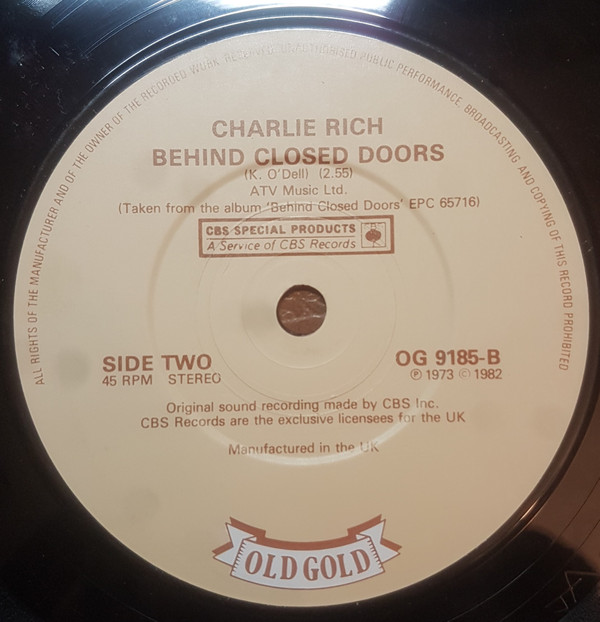 ALL RIGHTS OF THE MANUFACTURER AND OF THE OWNER OF THE RECORDED WORK RESERVED. UNAUTHORISED PUBLIC PERFORMANCE, BROADCASTING AND COPYING OF THIS RECORD PROHIBITED
CHARLIE RICH
BEHIND CLOSED DOORS
(K. O'Dell) (2.55)
ATV Music Ltd.
(Taken from the album 'Behind Closed Doors' EPC 65716)
CBS SPECIAL PRODUCTS
A Service of CBS Records
SIDE TWO
45 RPM STEREO
OG 9185-B
Ⓟ 1973 © 1982
Original sound recording made by CBS Inc.
CBS Records are the exclusive licensees for the UK
Manufactured in the UK
OLD GOLD